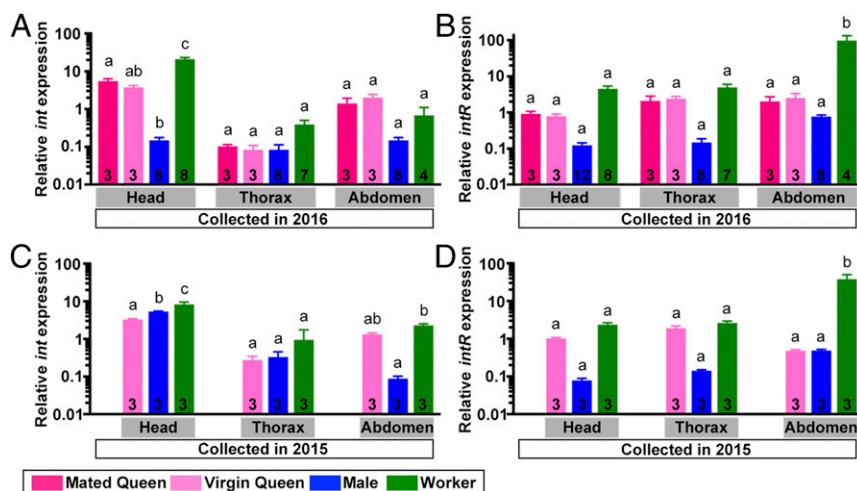 A
Relative int expression
100
10
1
0.1
0.01
a ab b c
a a a a
a a a a
3 3 8 8
3 3 8 7
3 3 8 4
Head Thorax Abdomen
Collected in 2016
B
Relative intR expression
100
10
1
0.1
0.01
a a a a
a a a a
a a a b
3 3 12 8
3 3 8 7
3 3 8 4
Head Thorax Abdomen
Collected in 2016
C
Relative int expression
100
10
1
0.1
0.01
a b c
a a a
ab a b
3 3 3
3 3 3
3 3 3
Head Thorax Abdomen
Collected in 2015
D
Relative intR expression
100
10
1
0.1
0.01
a a a
a a a
a a b
3 3 3
3 3 3
3 3 3
Head Thorax Abdomen
Collected in 2015
Mated Queen Virgin Queen Male Worker